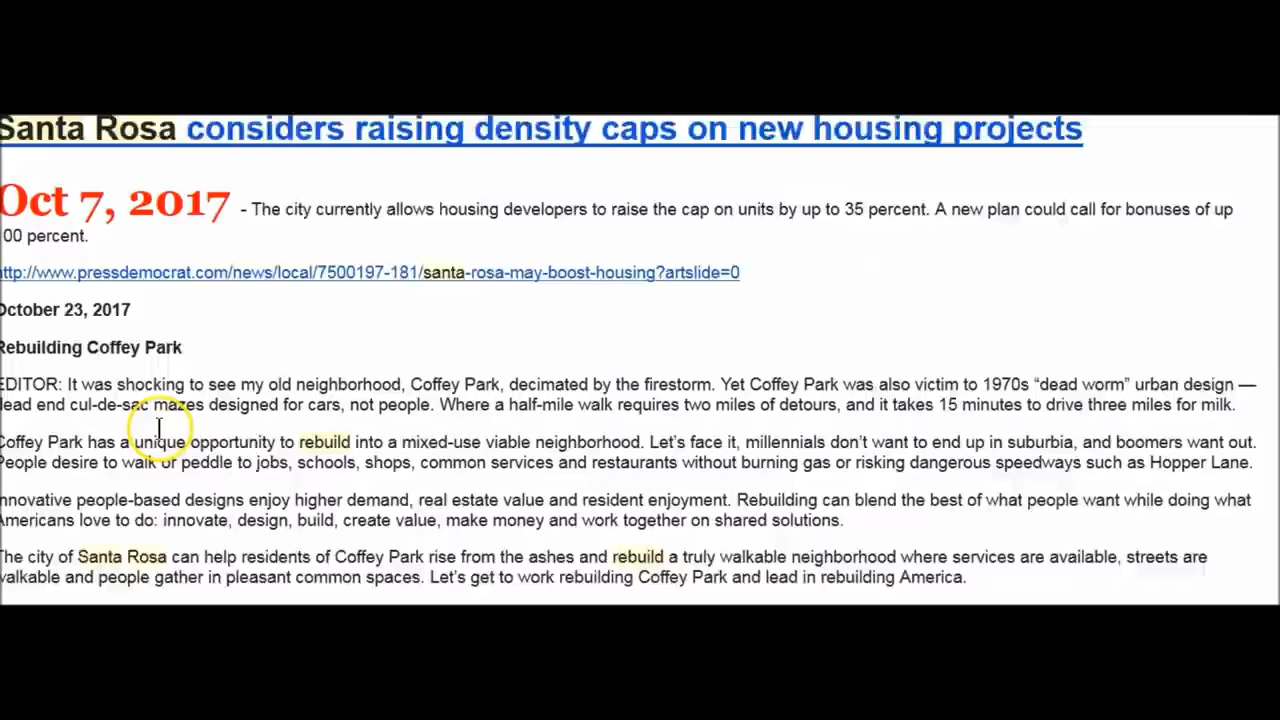 Santa Rosa considers raising density caps on new housing projects
Oct 7, 2017 - The city currently allows housing developers to raise the cap on units by up to 35 percent. A new plan could call for bonuses of up
00 percent.
http://www.pressdemocrat.com/news/local/7500197-181/santa-rosa-may-boost-housing?artslide=0
October 23, 2017
Rebuilding Coffey Park
EDITOR: It was shocking to see my old neighborhood, Coffey Park, decimated by the firestorm. Yet Coffey Park was also victim to 1970s “dead worm” urban design —
dead end cul-de-sac mazes designed for cars, not people. Where a half-mile walk requires two miles of detours, and it takes 15 minutes to drive three miles for milk.
Coffey Park has a unique opportunity to rebuild into a mixed-use viable neighborhood. Let’s face it, millennials don’t want to end up in suburbia, and boomers want out.
People desire to walk or peddle to jobs, schools, shops, common services and restaurants without burning gas or risking dangerous speedways such as Hopper Lane.
Innovative people-based designs enjoy higher demand, real estate value and resident enjoyment. Rebuilding can blend the best of what people want while doing what
Americans love to do: innovate, design, build, create value, make money and work together on shared solutions.
The city of Santa Rosa can help residents of Coffey Park rise from the ashes and rebuild a truly walkable neighborhood where services are available, streets are
walkable and people gather in pleasant common spaces. Let’s get to work rebuilding Coffey Park and lead in rebuilding America.